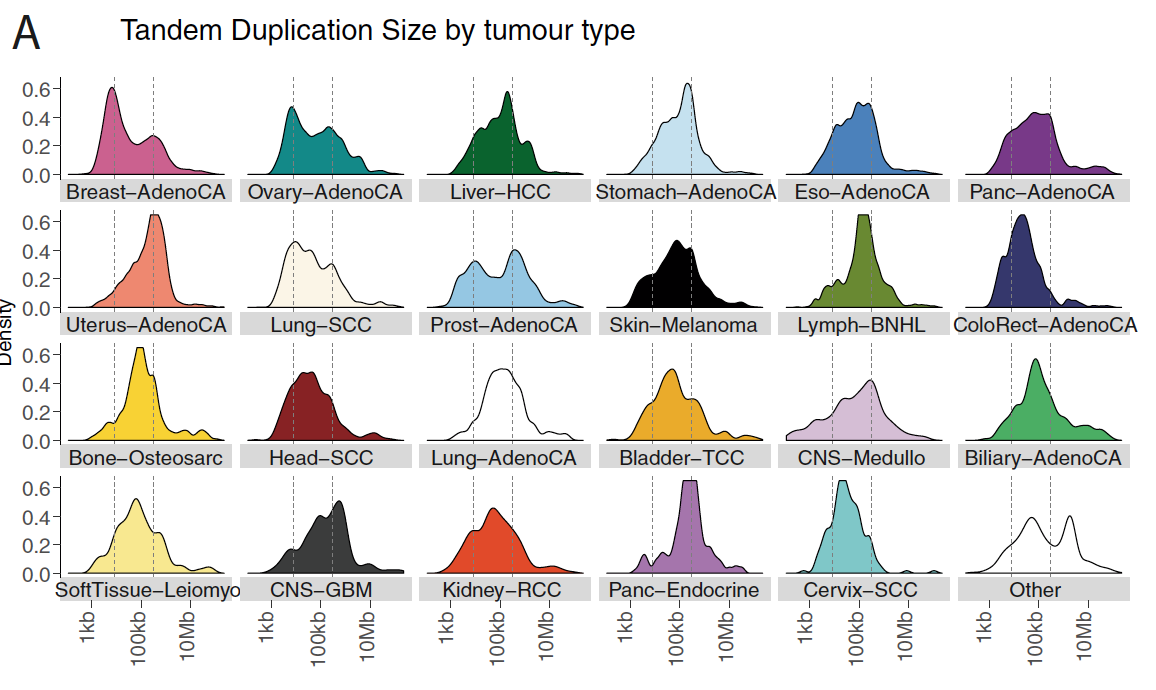 A
Tandem Duplication Size by tumour type
Density
0.6
0.4
0.2
0.0
Breast−AdenoCA Ovary−AdenoCA Liver−HCC Stomach−AdenoCA Eso−AdenoCA Panc−AdenoCA
0.6
0.4
0.2
0.0
Uterus−AdenoCA Lung−SCC Prost−AdenoCA Skin−Melanoma Lymph−BNHL ColoRect−AdenoCA
0.6
0.4
0.2
0.0
Bone−Osteosarc Head−SCC Lung−AdenoCA Bladder−TCC CNS−Medullo Biliary−AdenoCA
0.6
0.4
0.2
0.0
SoftTissue−Leiomyo CNS−GBM Kidney−RCC Panc−Endocrine Cervix−SCC Other
1kb 100kb 10Mb 1kb 100kb 10Mb 1kb 100kb 10Mb 1kb 100kb 10Mb 1kb 100kb 10Mb 1kb 100kb 10Mb